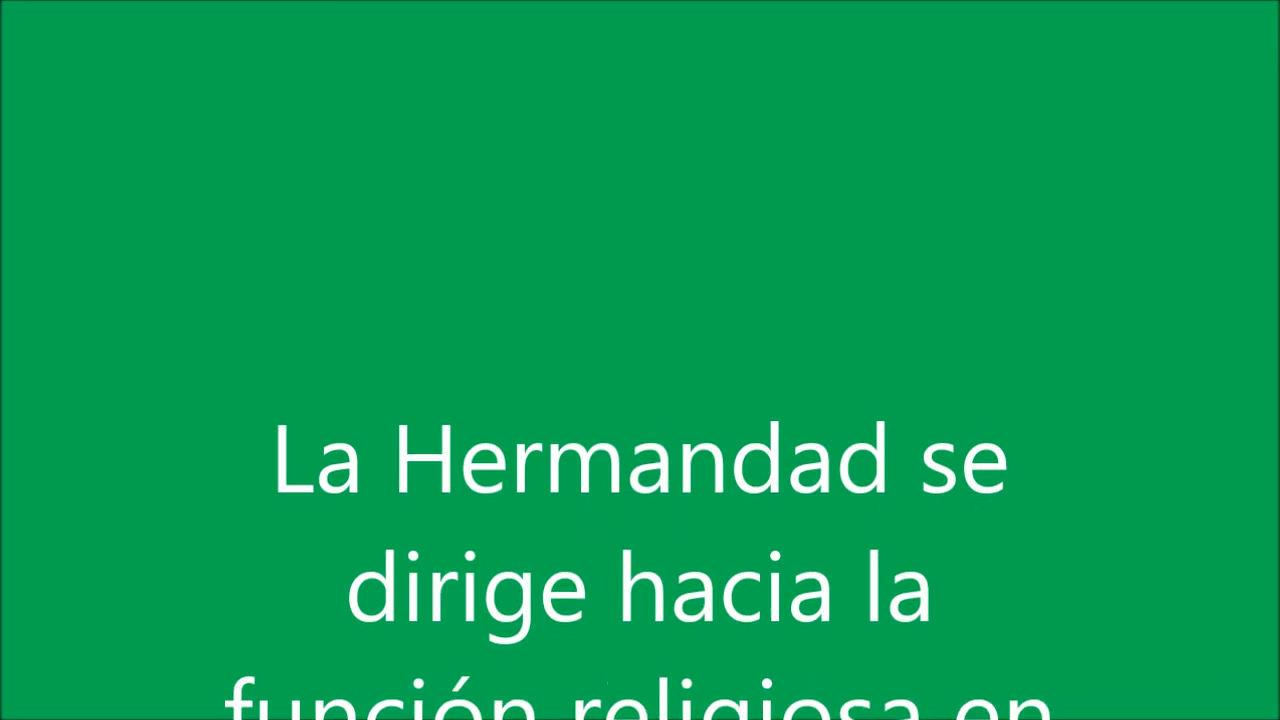 La Hermandad se
dirige hacia la
función religiosa en